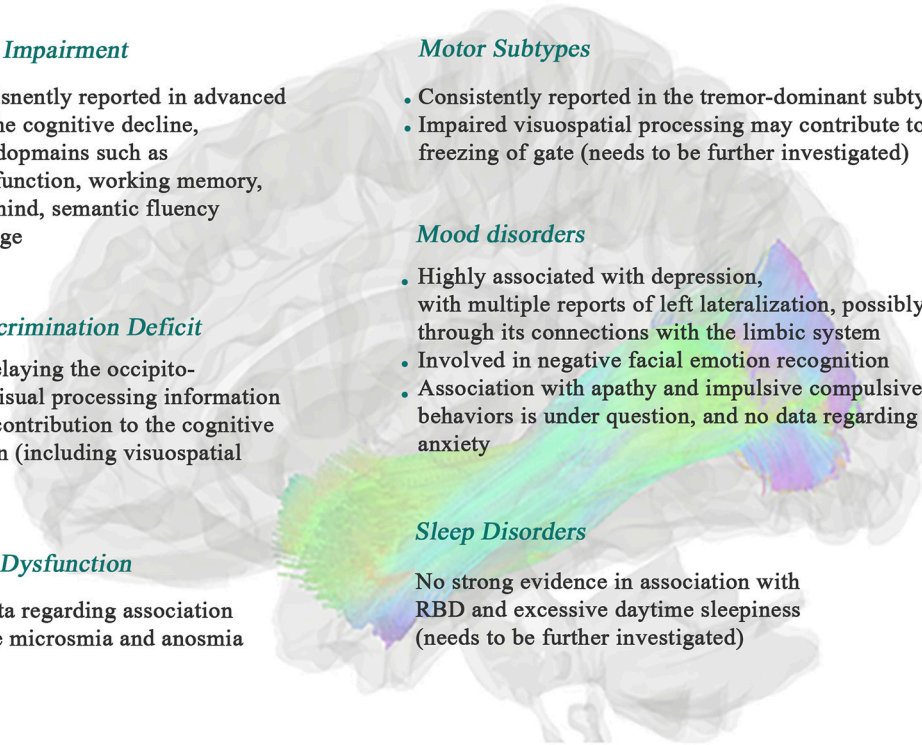 Impairment
snently reported in advanced
ne cognitive decline,
dopmains such as
function, working memory,
mind, semantic fluency
ge
crimination Deficit
elaying the occipito-
isual processing information
contribution to the cognitive
n (including visuospatial
Dysfunction
ta regarding association
e microsmia and anosmia
Motor Subtypes
• Consistently reported in the tremor-dominant subty
• Impaired visuospatial processing may contribute to
freezing of gate (needs to be further investigated)
Mood disorders
• Highly associated with depression,
with multiple reports of left lateralization, possibly
through its connections with the limbic system
• Involved in negative facial emotion recognition
• Association with apathy and impulsive compulsive
behaviors is under question, and no data regarding
anxiety
Sleep Disorders
No strong evidence in association with
RBD and excessive daytime sleepiness
(needs to be further investigated)